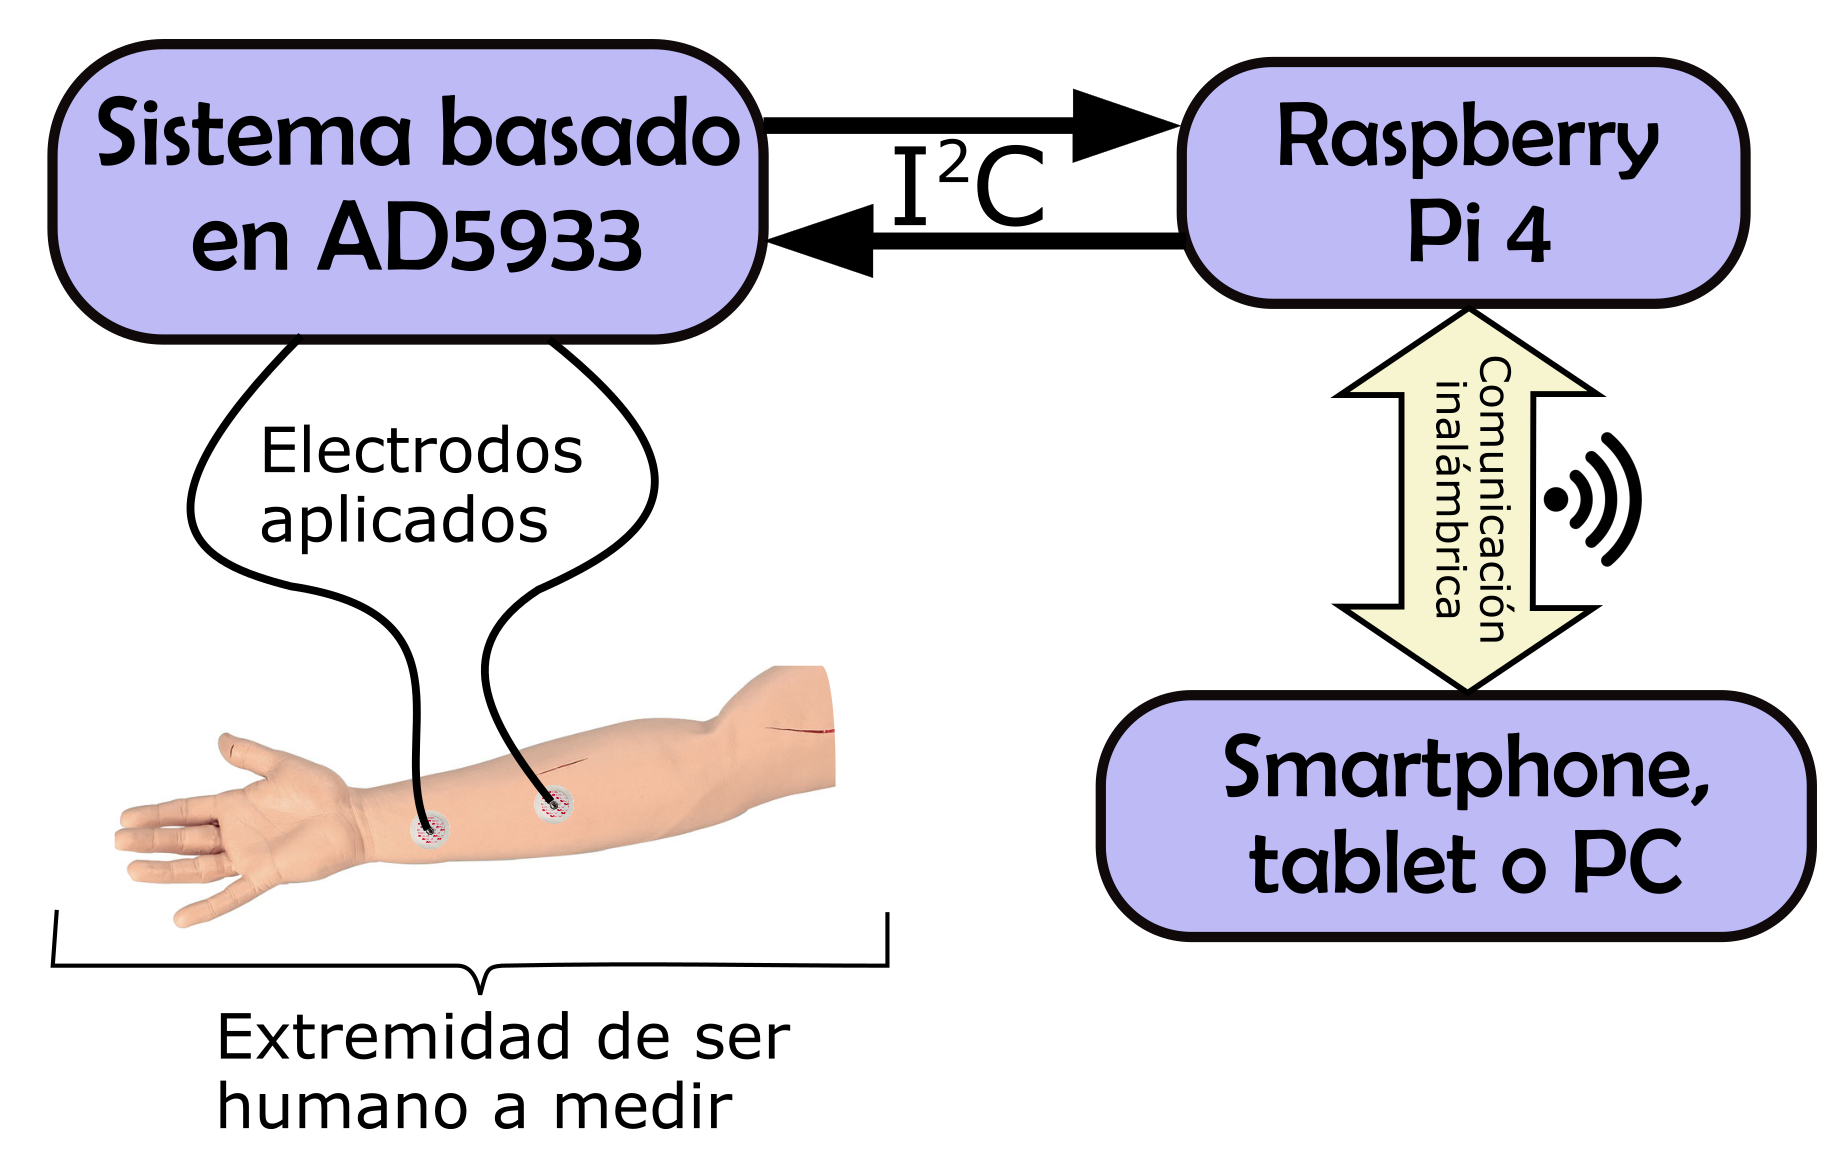 Sistema basado
en AD5933
I²C
Raspberry
Pi 4
Electrodos
aplicados
Comunicación
inalámbrica
Smartphone,
tablet o PC
Extremidad de ser
humano a medir